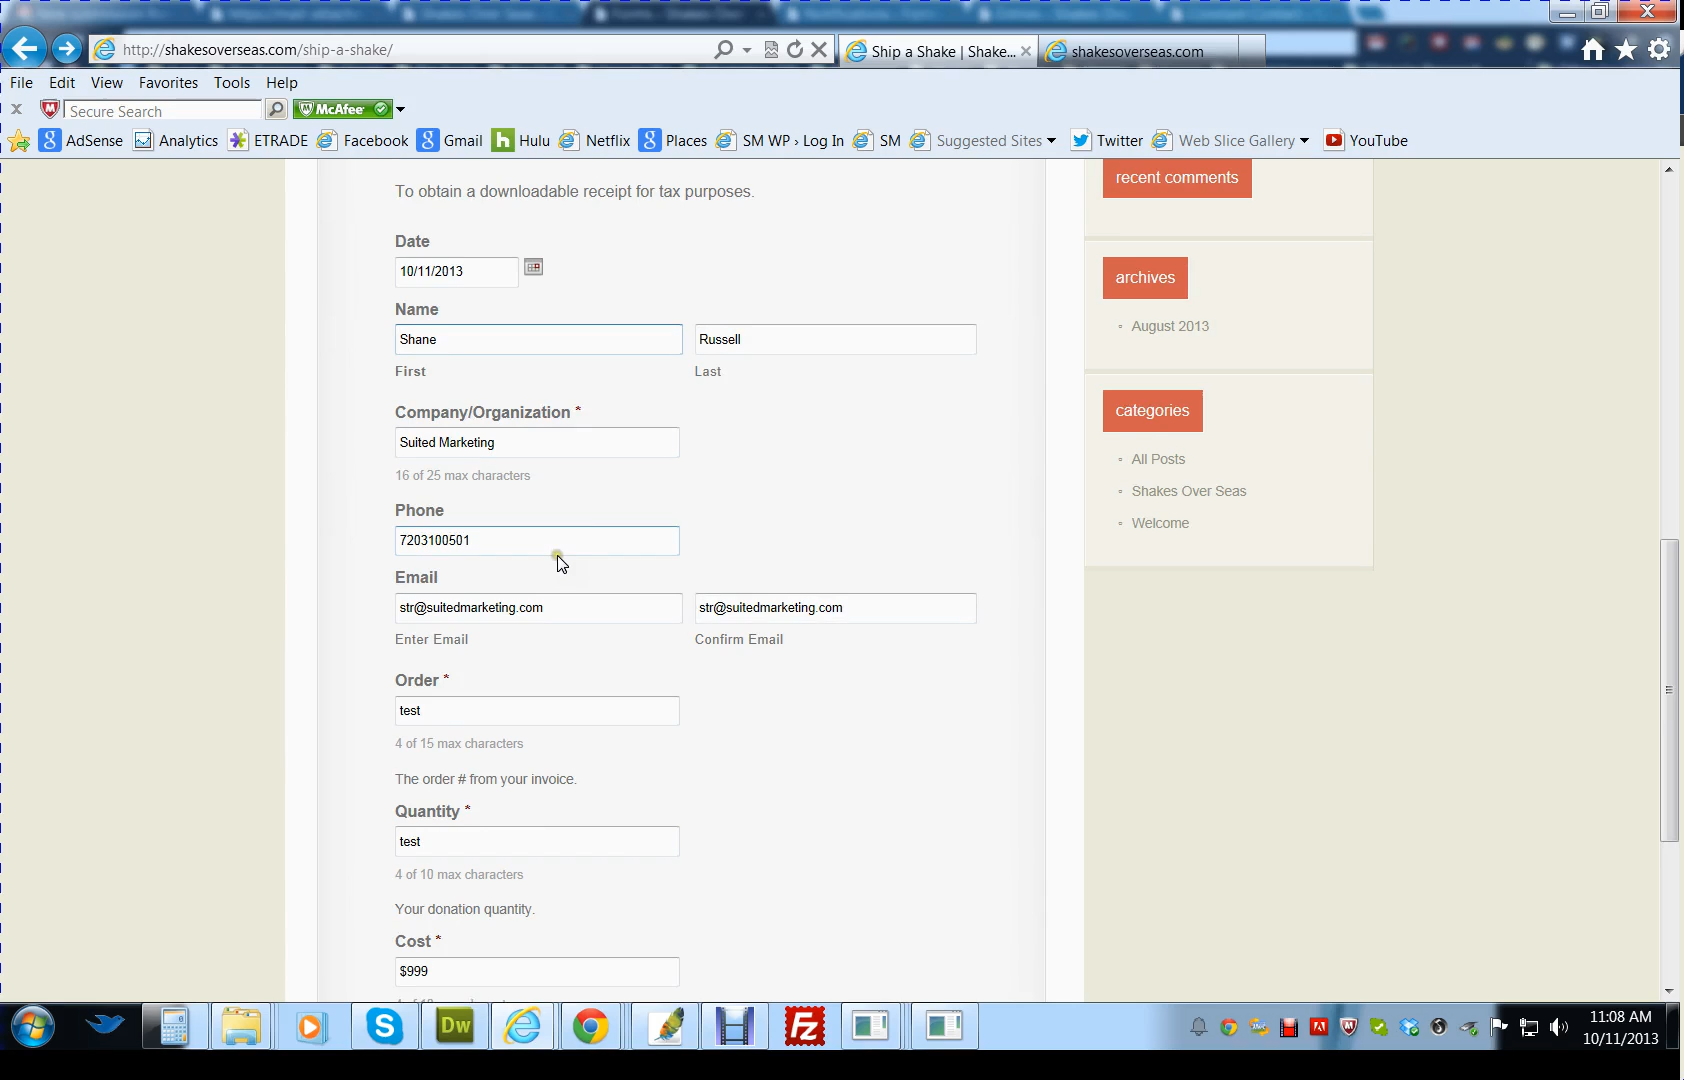 http://shakesoverseas.com/ship-a-shake/
Ship a Shake | Shake...
shakesoverseas.com
File Edit View Favorites Tools Help
Secure Search
McAfee
AdSense Analytics ETRADE Facebook Gmail Hulu Netflix Places SM WP › Log In SM Suggested Sites Twitter Web Slice Gallery YouTube
To obtain a downloadable receipt for tax purposes.
Date
10/11/2013
Name
Shane Russell
First Last
Company/Organization *
Suited Marketing
16 of 25 max characters
Phone
7203100501
Email
str@suitedmarketing.com str@suitedmarketing.com
Enter Email Confirm Email
Order *
test
4 of 15 max characters
The order # from your invoice.
Quantity *
test
4 of 10 max characters
Your donation quantity.
Cost *
$999
recent comments
archives
August 2013
categories
All Posts
Shakes Over Seas
Welcome
Dw
Fz
11:08 AM
10/11/2013